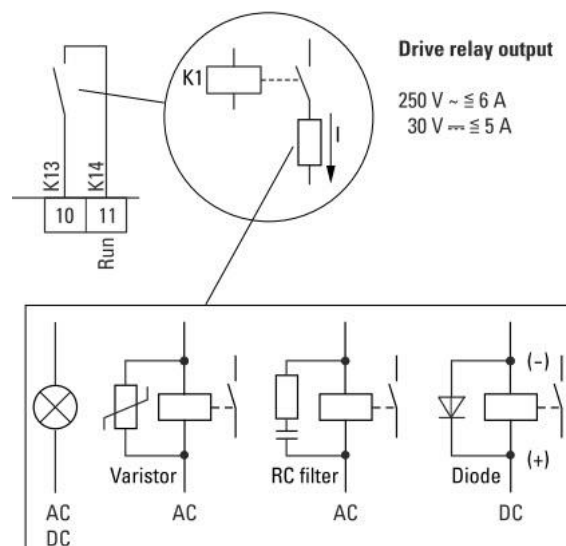 Drive relay output
250 V ~ ≦ 6 A
30 V ⎓ ≦ 5 A
K1
I
K13
K14
10
11
Run
(–)
(+)
Varistor
RC filter
Diode
AC
DC
AC
AC
DC